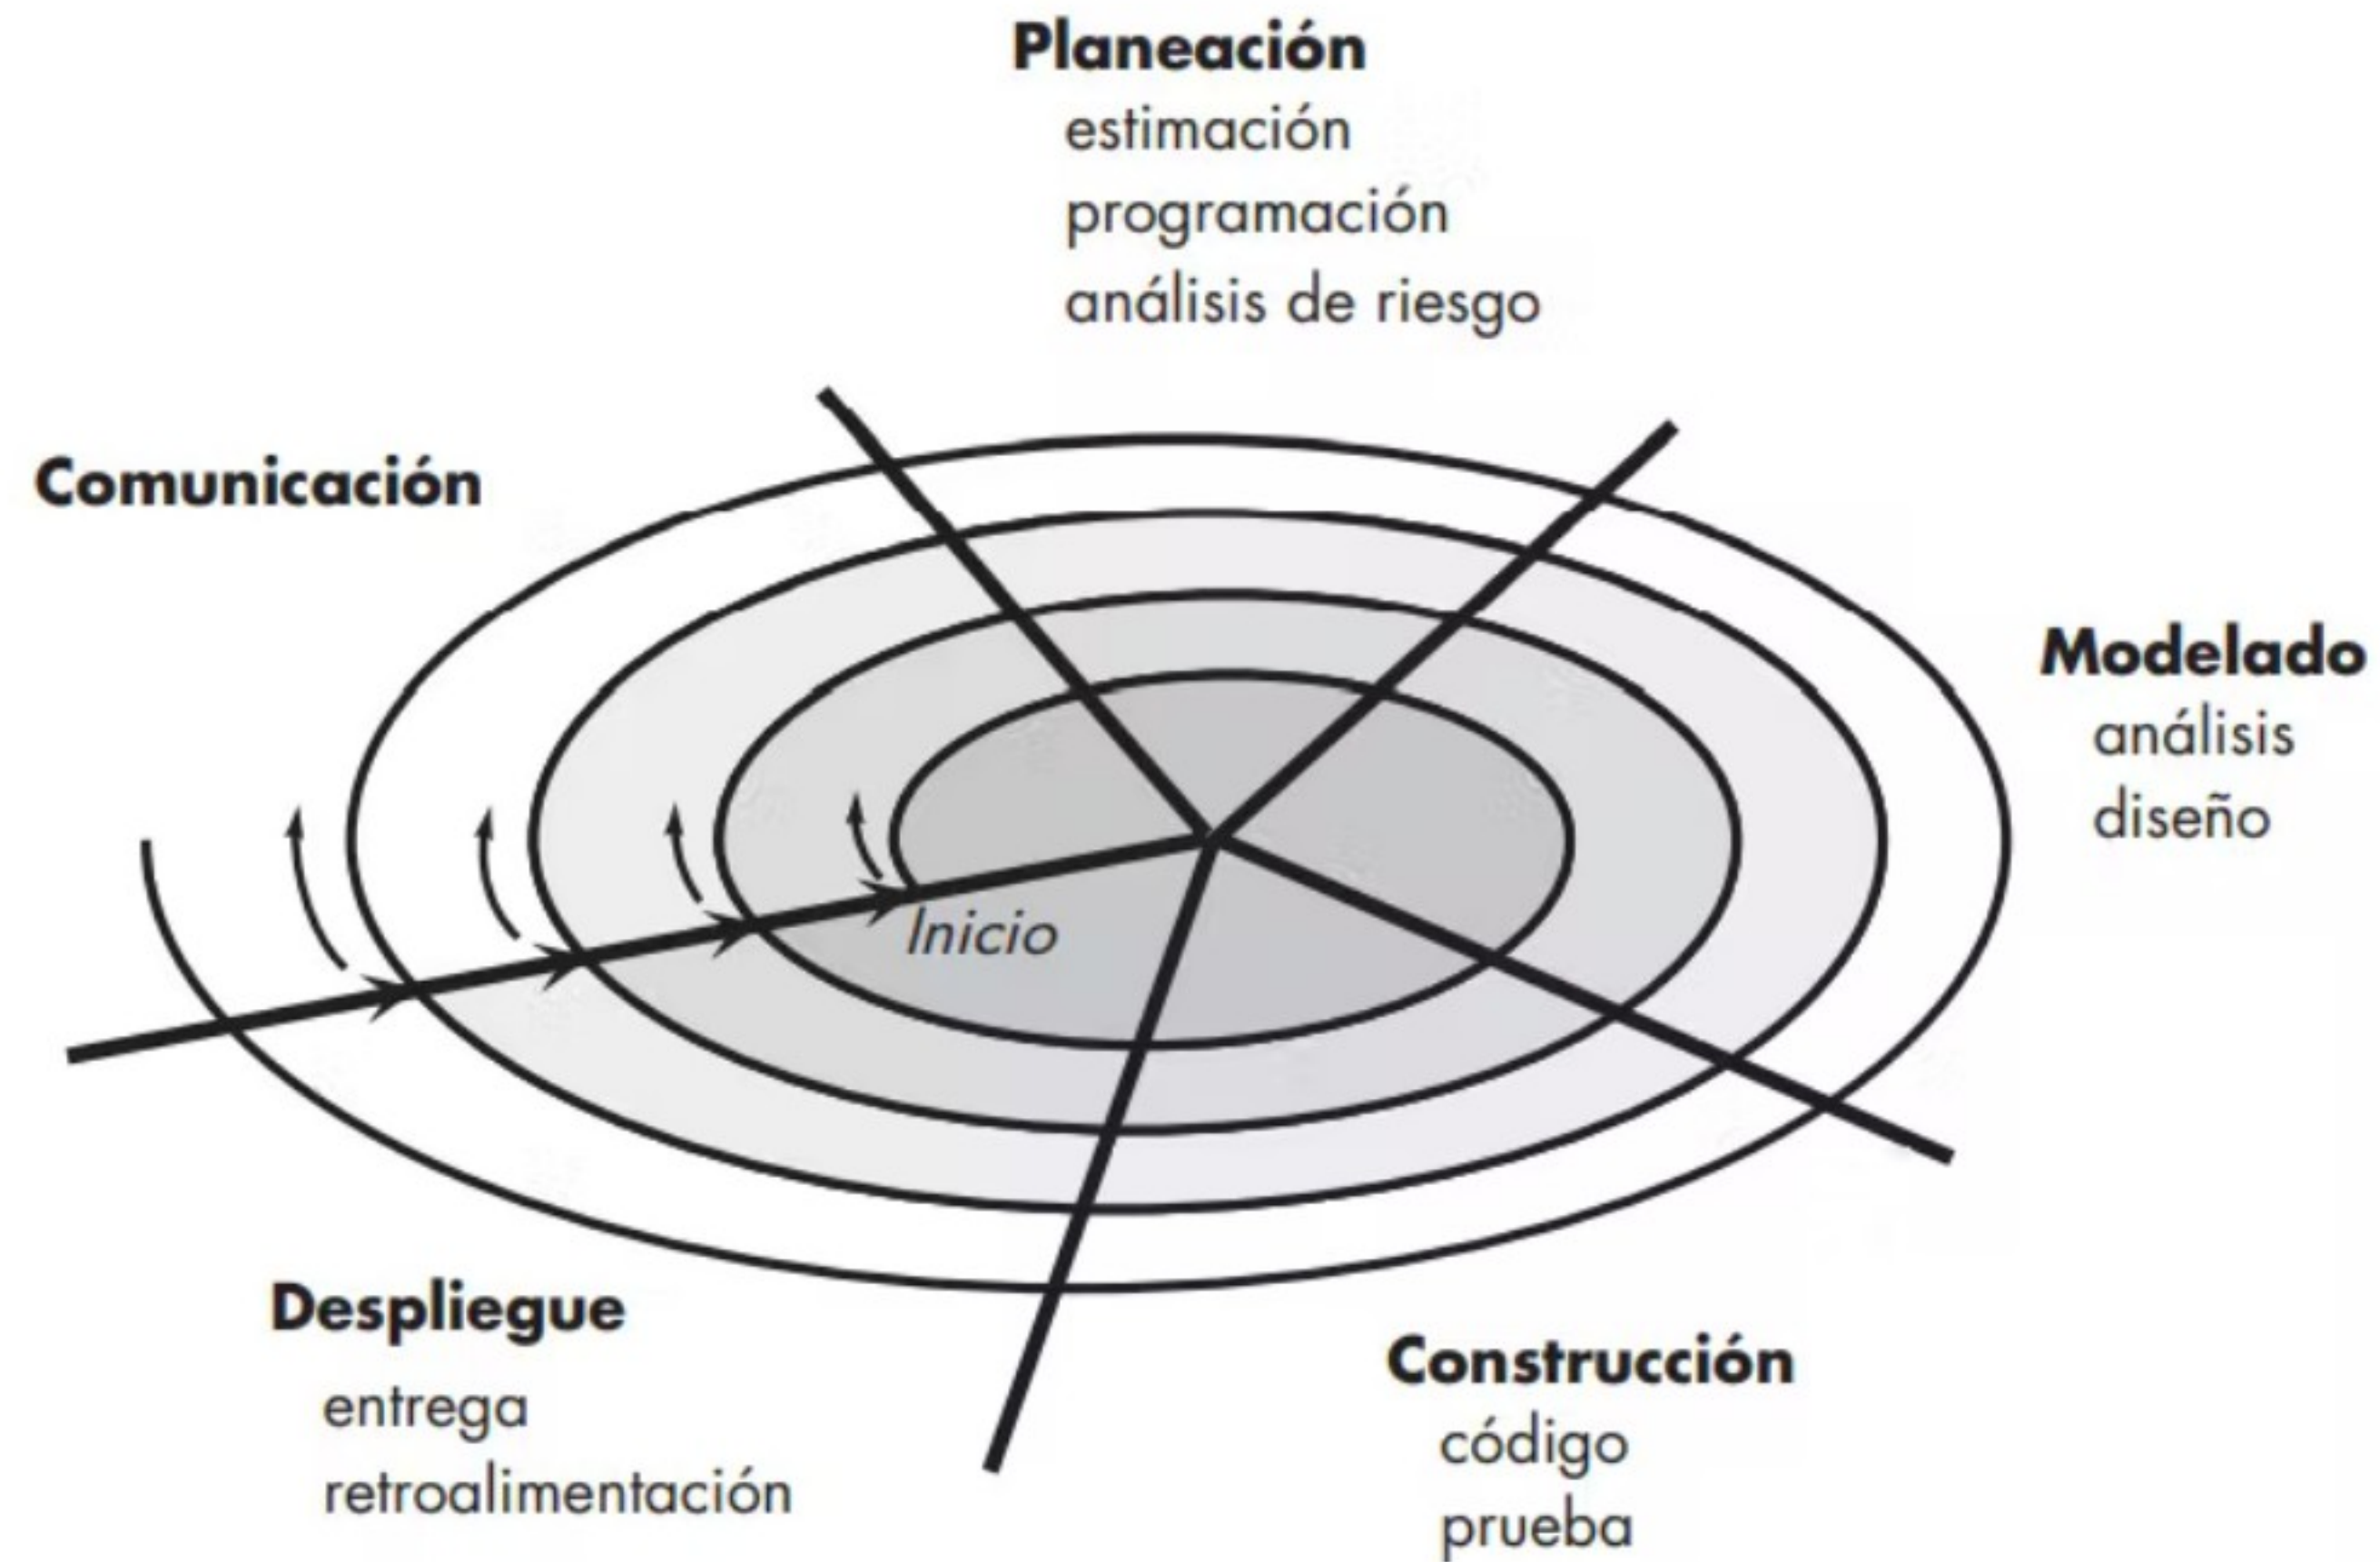 Planeación
estimación
programación
análisis de riesgo
Comunicación
Modelado
análisis
diseño
Inicio
Despliegue
entrega
retroalimentación
Construcción
código
prueba